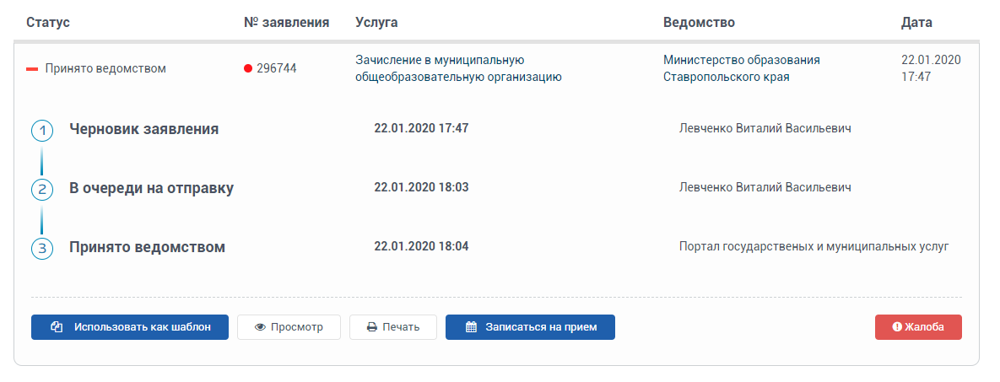 Статус № заявления Услуга Ведомство Дата
Принято ведомством 296744 Зачисление в муниципальную Министерство образования 22.01.2020
общеобразовательную организацию Ставропольского края 17:47
1 Черновик заявления 22.01.2020 17:47 Левченко Виталий Васильевич
2 В очереди на отправку 22.01.2020 18:03 Левченко Виталий Васильевич
3 Принято ведомством 22.01.2020 18:04 Портал государственых и муниципальных услуг
Использовать как шаблон Просмотр Печать Записаться на прием Жалоба